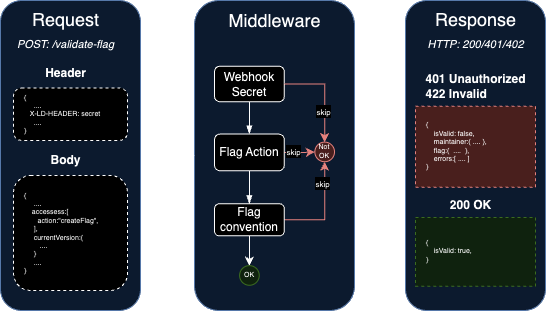 Request
POST: /validate-flag
Header
{
....
X-LD-HEADER: secret
....
}
Body
{
....
accessess:[
action:"createFlag",
],
currentVersion:{
....
}
....
}
Middleware
Webhook
Secret
skip
Flag Action
skip
Not
OK
skip
Flag
convention
OK
Response
HTTP: 200/401/402
401 Unauthorized
422 Invalid
{
isValid: false,
maintainer:{ .... },
flag:{ .... },
errors:[ .... ]
}
200 OK
{
isValid: true,
}